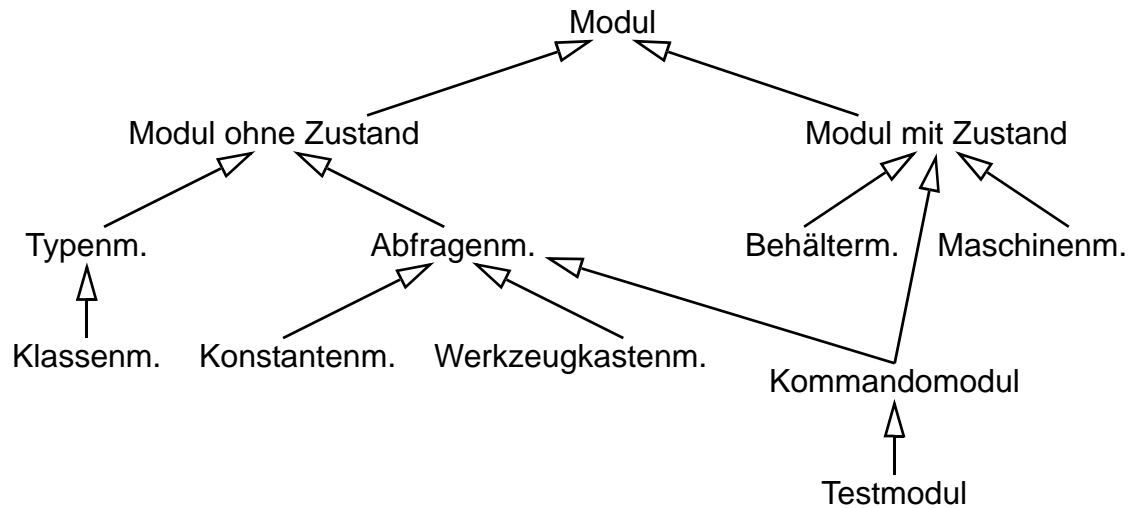 Modul
Modul ohne Zustand Modul mit Zustand
Typenm. Abfragenm. Behälterm. Maschinenm.
Klassenm. Konstantenm. Werkzeugkastenm.
Kommandomodul
Testmodul